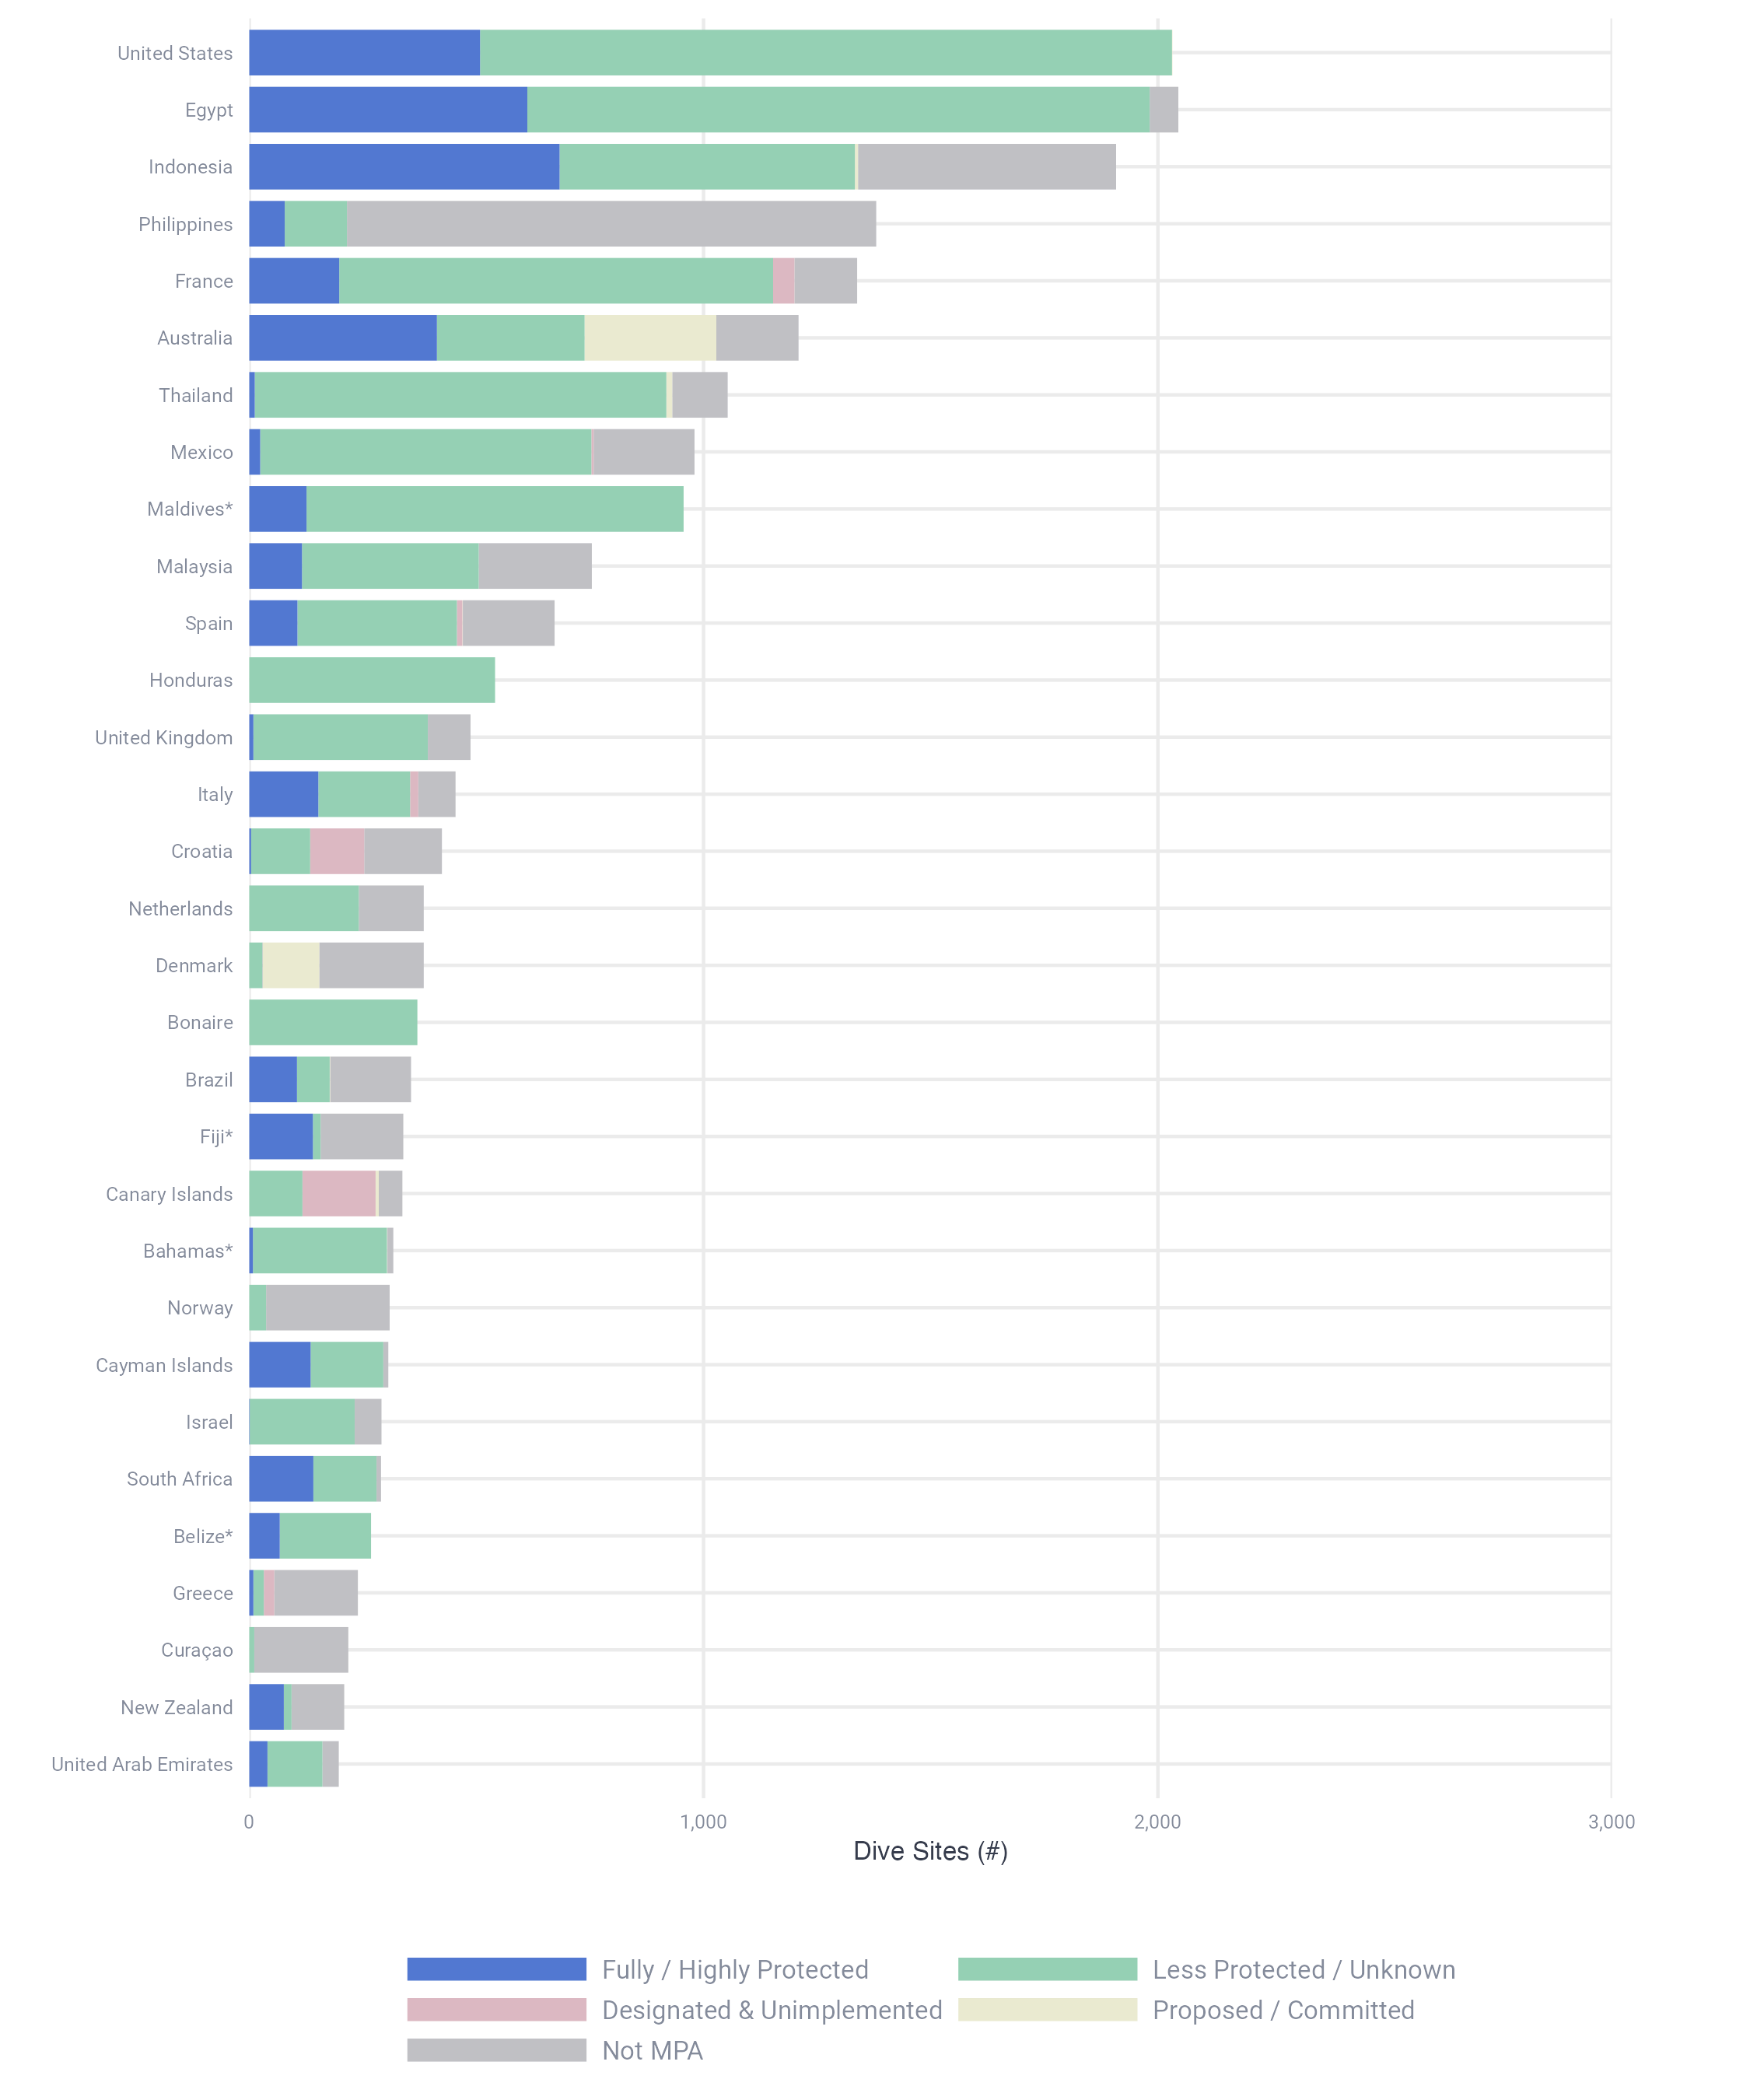 United States
Egypt
Indonesia
Philippines
France
Australia
Thailand
Mexico
Maldives*
Malaysia
Spain
Honduras
United Kingdom
Italy
Croatia
Netherlands
Denmark
Bonaire
Brazil
Fiji*
Canary Islands
Bahamas*
Norway
Cayman Islands
Israel
South Africa
Belize*
Greece
Curaçao
New Zealand
United Arab Emirates
0 1,000 2,000 3,000
Dive Sites (#)
Fully / Highly Protected Less Protected / Unknown
Designated & Unimplemented Proposed / Committed
Not MPA